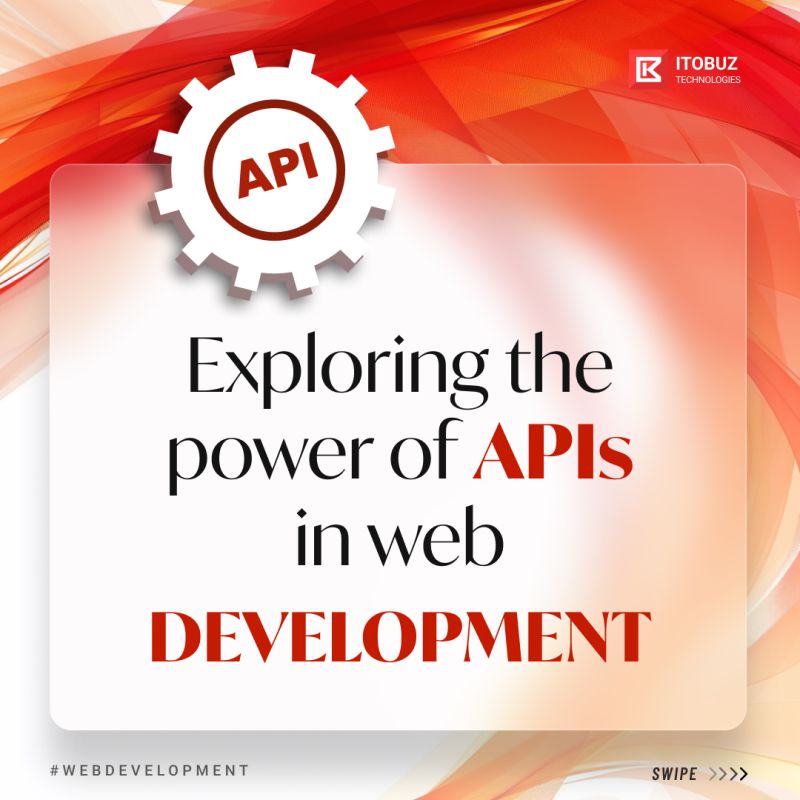 ITOBUZ
TECHNOLOGIES
API
Exploring the
power of APIs
in web
DEVELOPMENT
#WEBDEVELOPMENT
SWIPE >>>>